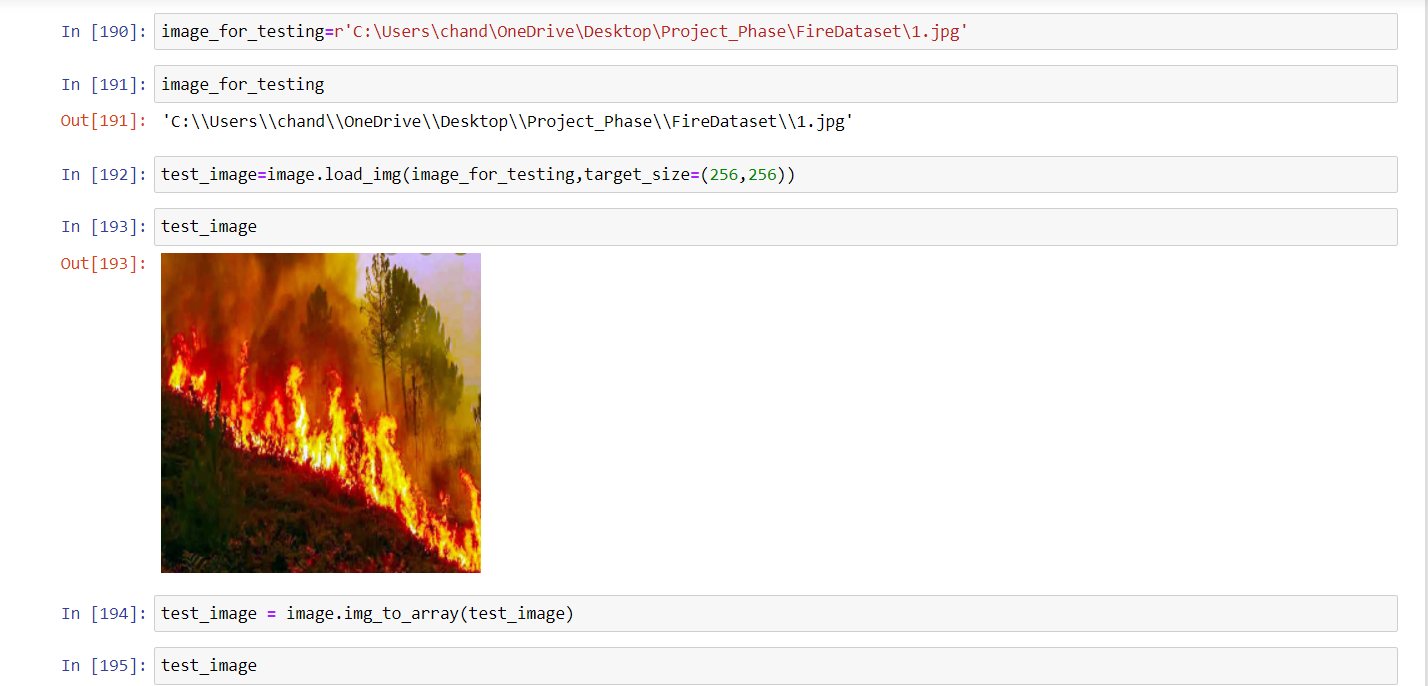 In [190]: image_for_testing=r'C:\Users\chand\OneDrive\Desktop\Project_Phase\FireDataset\1.jpg'
In [191]: image_for_testing
Out[191]: 'C:\\Users\\chand\\OneDrive\\Desktop\\Project_Phase\\FireDataset\\1.jpg'
In [192]: test_image=image.load_img(image_for_testing,target_size=(256,256))
In [193]: test_image
Out[193]:
In [194]: test_image = image.img_to_array(test_image)
In [195]: test_image